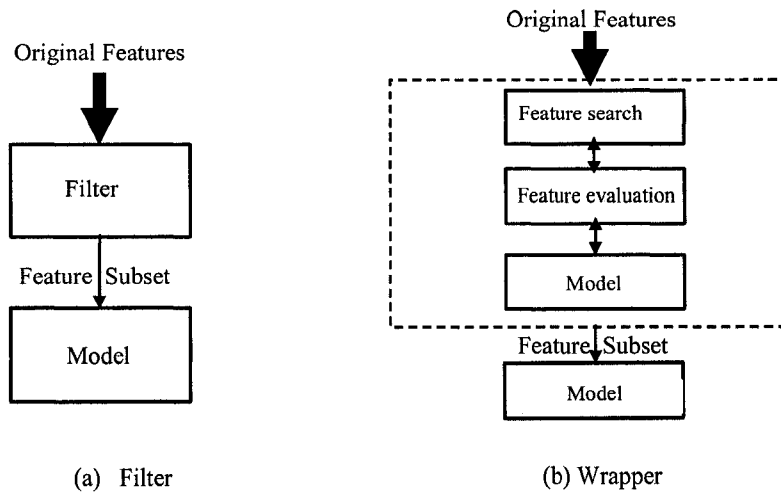 Original Features
Filter
Feature Subset
Model
(a) Filter
Original Features
Feature search
Feature evaluation
Model
Feature Subset
Model
(b) Wrapper